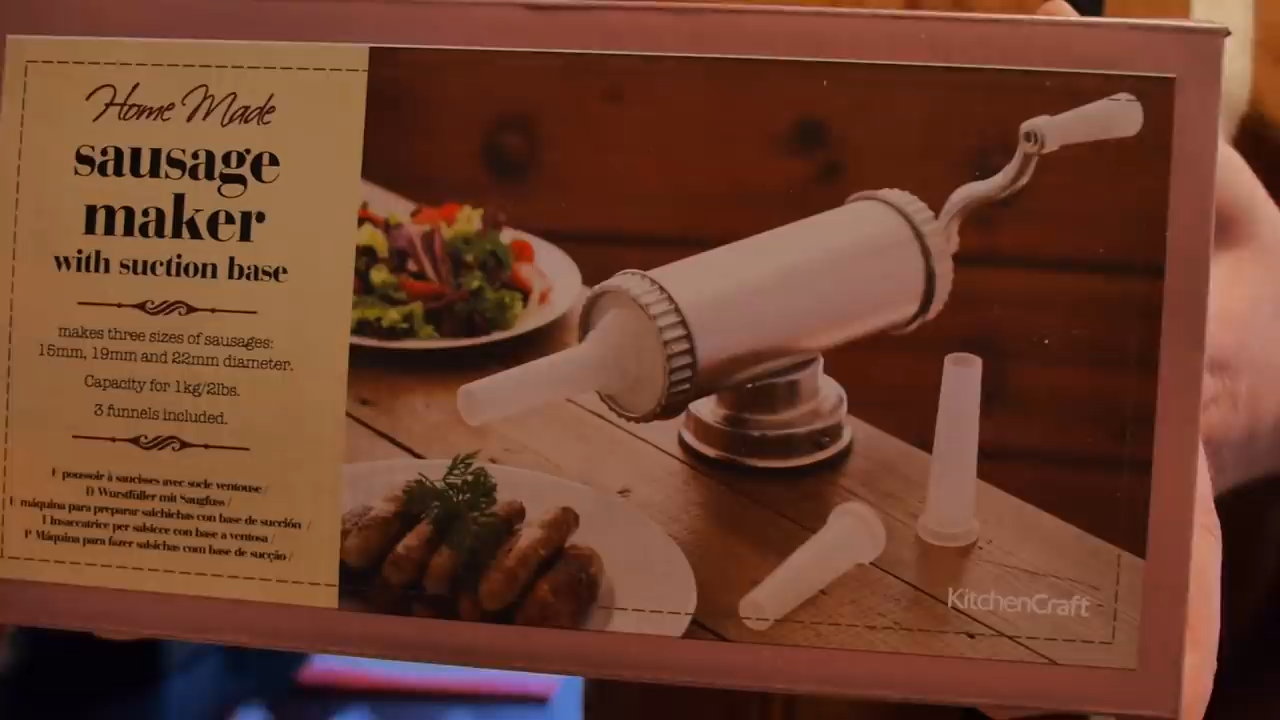 Home Made
sausage
maker
with suction base
makes three sizes of sausages:
15mm, 19mm and 22mm diameter.
Capacity for 1kg/2lbs.
3 funnels included.
F poussoir à saucisses avec socle ventouse /
D Wurstfüller mit Saugfuss /
E máquina para preparar salchichas con base de succión /
I Insaccatrice per salsicce con base a ventosa /
P Máquina para fazer salsichas com base de sucção /
KitchenCraft